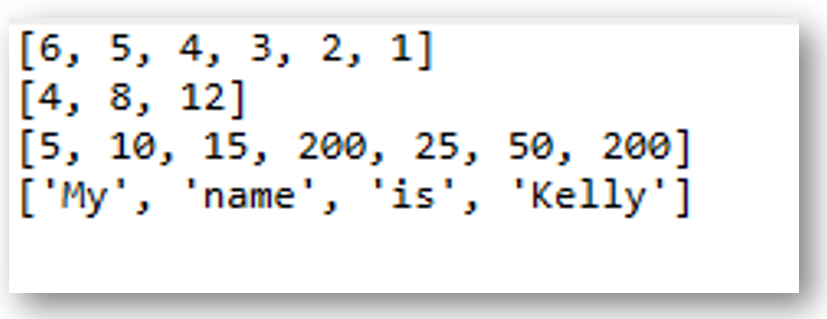 [6, 5, 4, 3, 2, 1]
[4, 8, 12]
[5, 10, 15, 200, 25, 50, 200]
['My', 'name', 'is', 'Kelly']